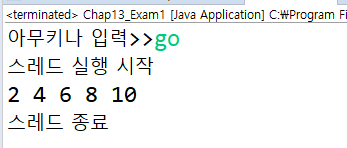 <terminated> Chap13_Exam1 [Java Application] C:\Program Fi
아무키나 입력>>go
스레드 실행 시작
2 4 6 8 10
스레드 종료